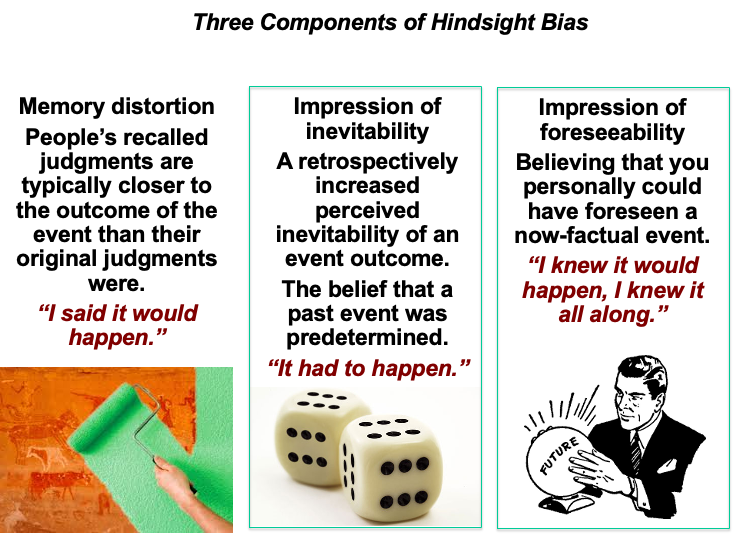 Three Components of Hindsight Bias
Memory distortion
People’s recalled
judgments are
typically closer to
the outcome of the
event than their
original judgments
were.
“I said it would
happen.”
Impression of
inevitability
A retrospectively
increased
perceived
inevitability of an
event outcome.
The belief that a
past event was
predetermined.
“It had to happen.”
Impression of
foreseeability
Believing that you
personally could
have foreseen a
now-factual event.
“I knew it would
happen, I knew it
all along.”
FUTURE